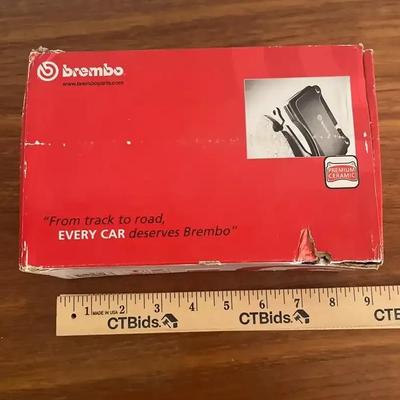 brembo
www.bremboparts.com
PREMIUM
CERAMIC
"From track to road,
EVERY CAR deserves Brembo"
1 MADE IN USA 2 3 4 5 6 7 8 9
CTBids. CTBids. CTB